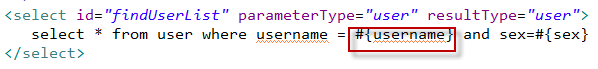 <select id="findUserList" parameterType="user" resultType="user">
select * from user where username = #{username} and sex=#{sex}
</select>